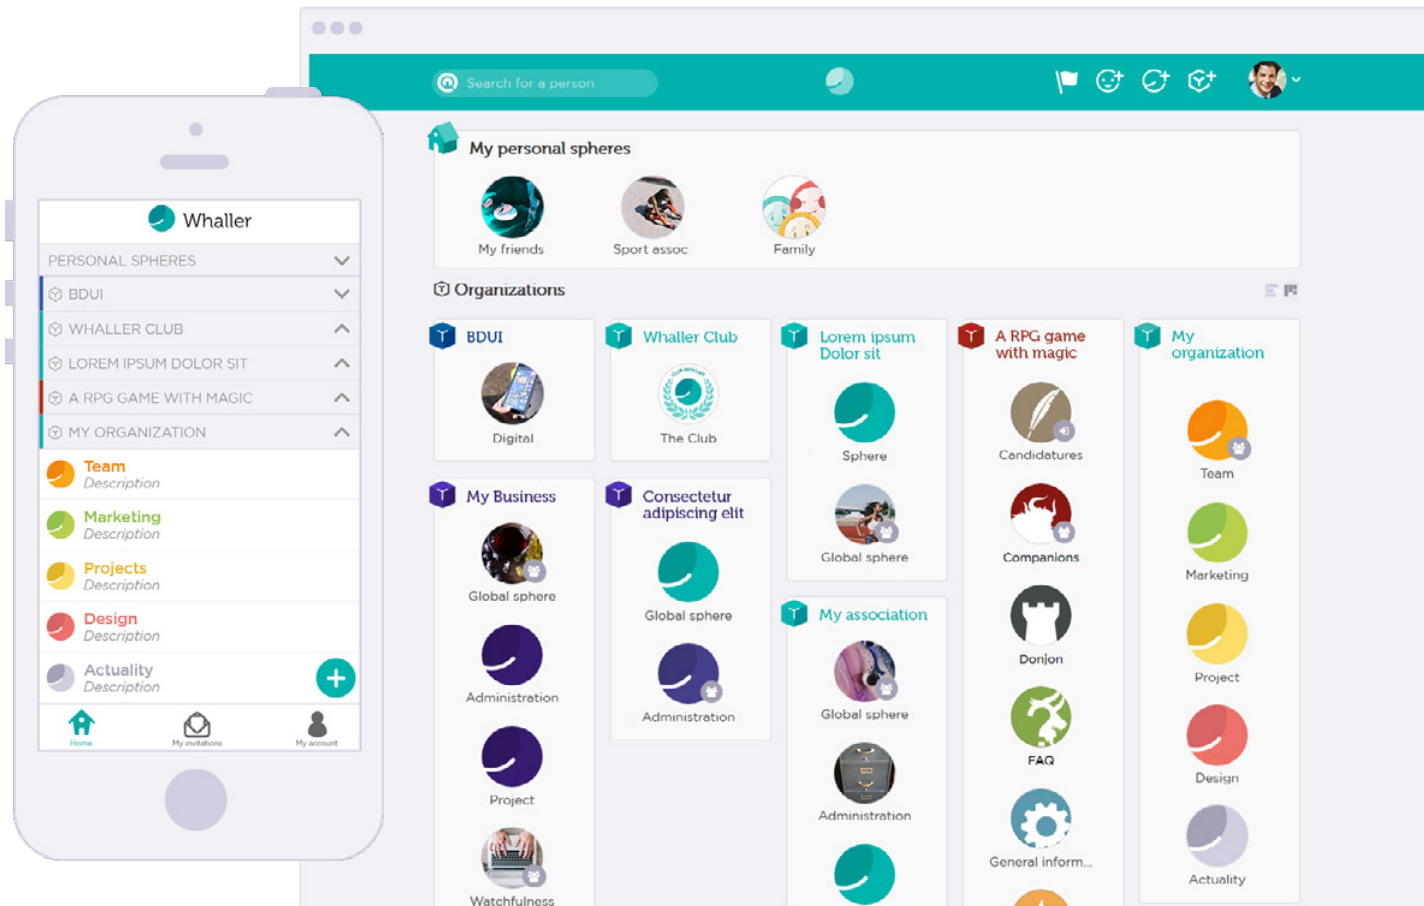 Whaller
PERSONAL SPHERES
BDUI
WHALLER CLUB
LOREM IPSUM DOLOR SIT
A RPG GAME WITH MAGIC
MY ORGANIZATION
Team
Description
Marketing
Description
Projects
Description
Design
Description
Actuality
Description
Home
My invitations
My account
Search for a person
My personal spheres
My friends
Sport assoc
Family
Organizations
BDUI
Digital
My Business
Global sphere
Administration
Project
Watchfulness
Whaller Club
CLUB WHALLER
The Club
Consectetur
adipiscing elit
Global sphere
Administration
Lorem ipsum
Dolor sit
Sphere
Global sphere
My association
Global sphere
Administration
A RPG game
with magic
Candidatures
Companions
Donjon
FAQ
General inform...
My
organization
Team
Marketing
Project
Design
Actuality